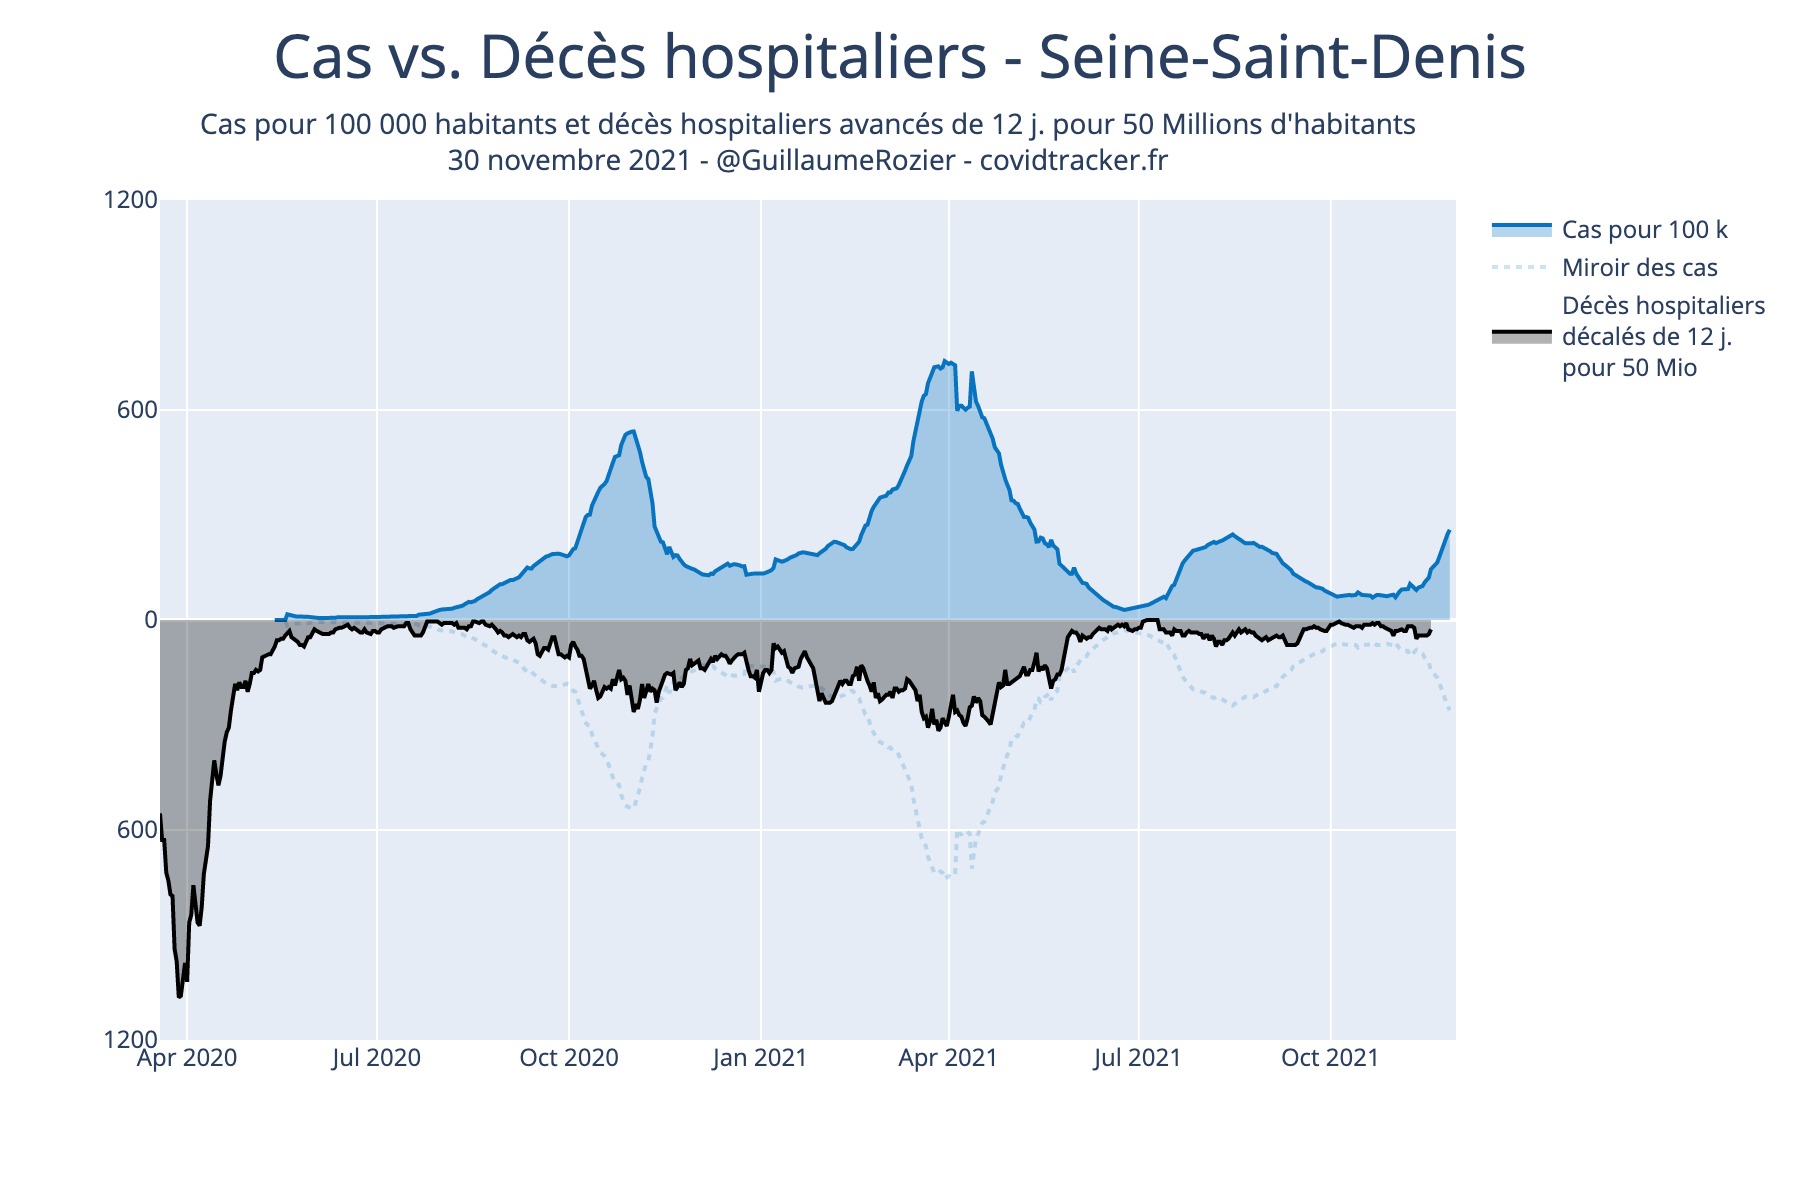 Cas vs. Décès hospitaliers - Seine-Saint-Denis
Cas pour 100 000 habitants et décès hospitaliers avancés de 12 j. pour 50 Millions d'habitants
30 novembre 2021 - @GuillaumeRozier - covidtracker.fr
1200
600
0
600
1200
Apr 2020
Jul 2020
Oct 2020
Jan 2021
Apr 2021
Jul 2021
Oct 2021
Cas pour 100 k
Miroir des cas
Décès hospitaliers
décalés de 12 j.
pour 50 Mio